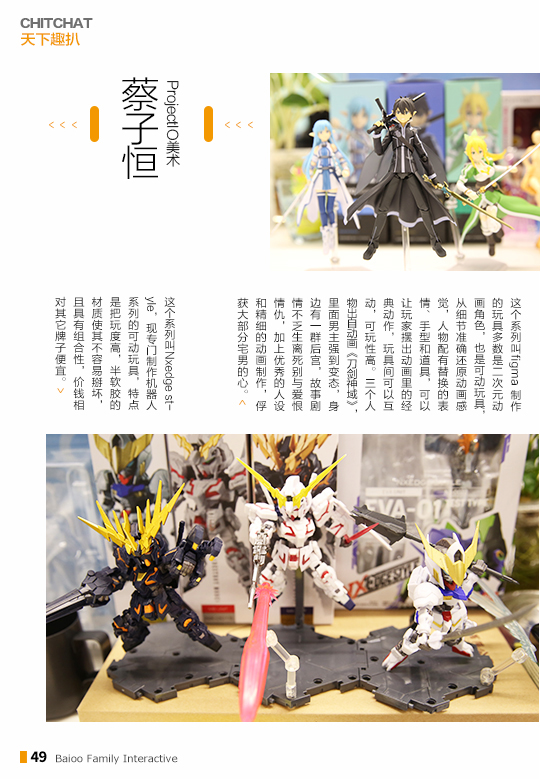 CHITCHAT
天下趣扒
ProjectIO美术
蔡子恒
< < <
< < <
这个系列叫figma 制作
的玩具多数是二次元动
画角色，也是可动玩具，
从细节准确还原动画感
觉，人物配有替换的表
情、手型和道具，可以
让玩家摆出动画里的经
典动作，玩具间可以互
动，可玩性高。三个人
物出自动画《刀剑神域》，
里面男主强到变态，身
边有一群后宫，故事剧
情不乏生离死别与爱恨
情仇，加上优秀的人设
和精细的动画制作，俘
获大部分宅男的心。
这个系列叫Nxedge st-
yle，现专门制作机器人
系列的可动玩具，特点
是把玩度高，半软胶的
材质使其不容易掰坏，
且具有组合性，价钱相
对其它牌子便宜。
EVA-01
49 Baioo Family Interactive